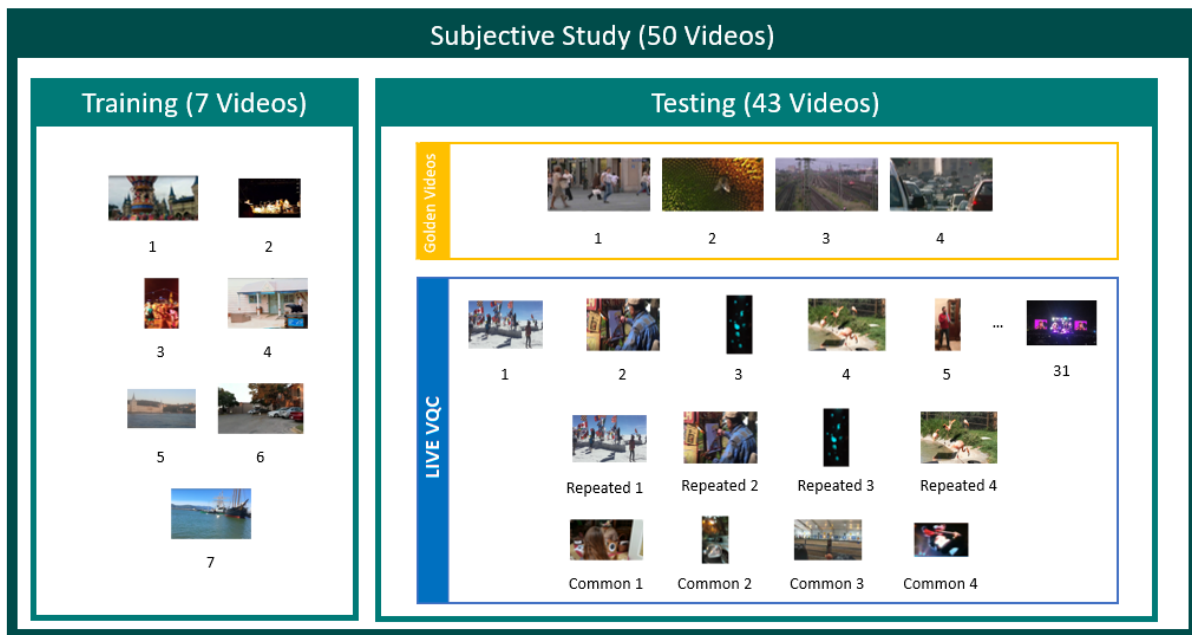 Subjective Study (50 Videos)
Training (7 Videos)
1 2
3 4
5 6
7
Testing (43 Videos)
Golden Videos
1 2 3 4
LIVE VQC
1 2 3 4 5 ... 31
Repeated 1 Repeated 2 Repeated 3 Repeated 4
Common 1 Common 2 Common 3 Common 4